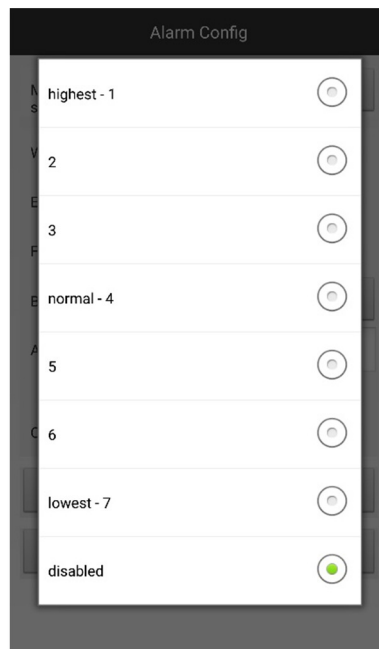 Alarm Config
highest - 1
2
3
normal - 4
5
6
lowest - 7
disabled